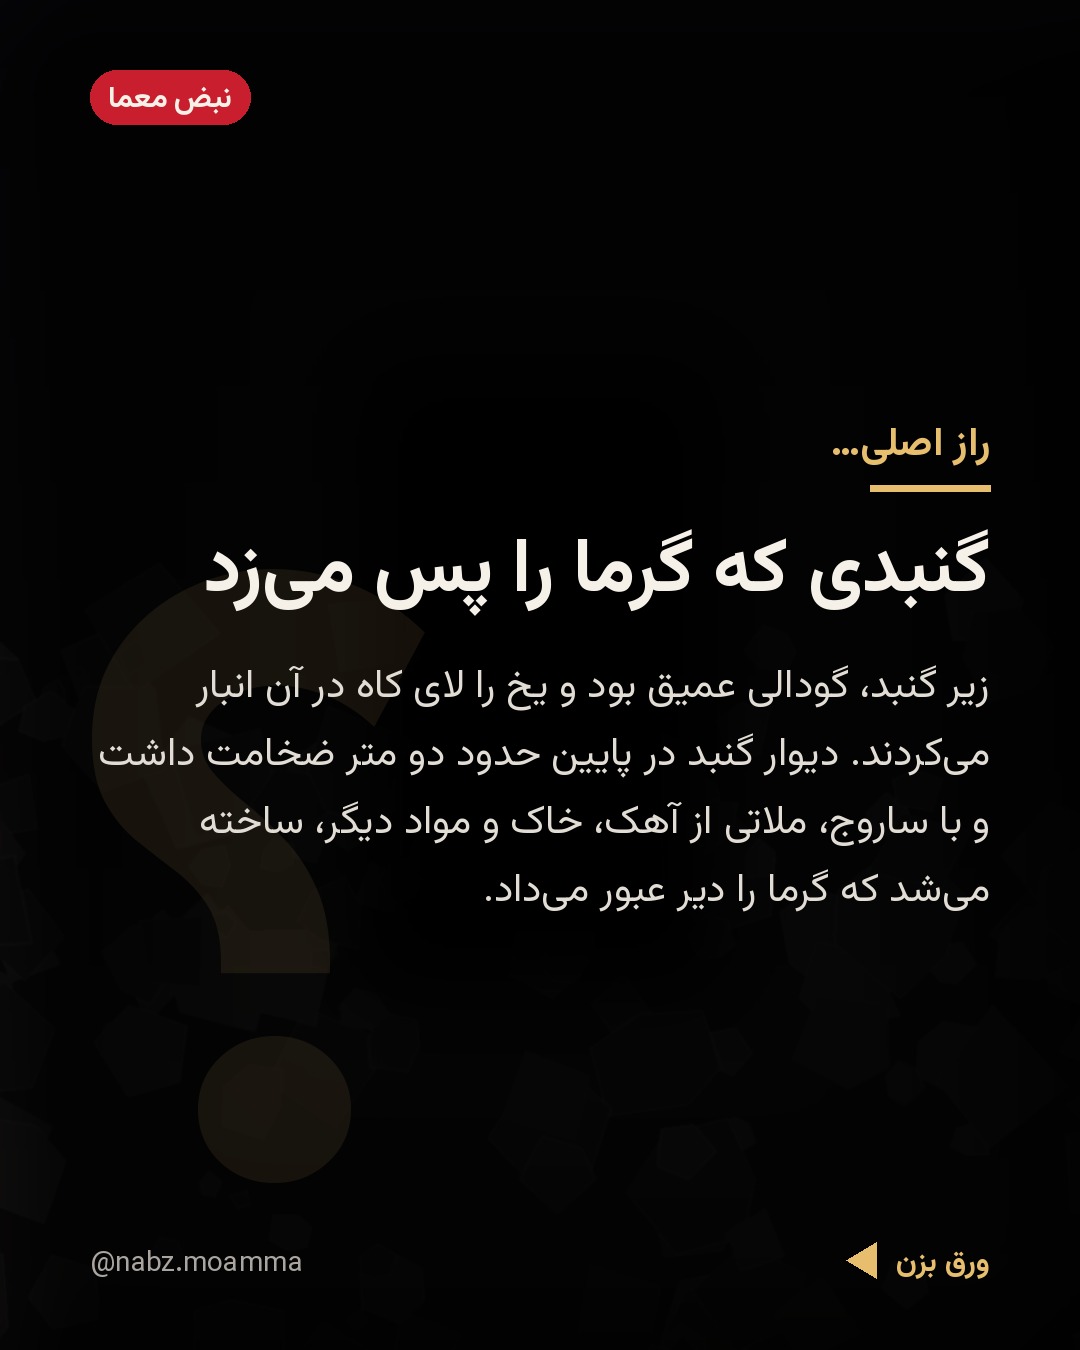 نبض معما
راز اصلی...
گنبدی که گرما را پس می‌زد
زیر گنبد، گودالی عمیق بود و یخ را لای کاه در آن انبار
می‌کردند. دیوار گنبد در پایین حدود دو متر ضخامت داشت
و با ساروج، ملاتی از آهک، خاک و مواد دیگر، ساخته
می‌شد که گرما را دیر عبور می‌داد.
ورق بزن
@nabz.moamma